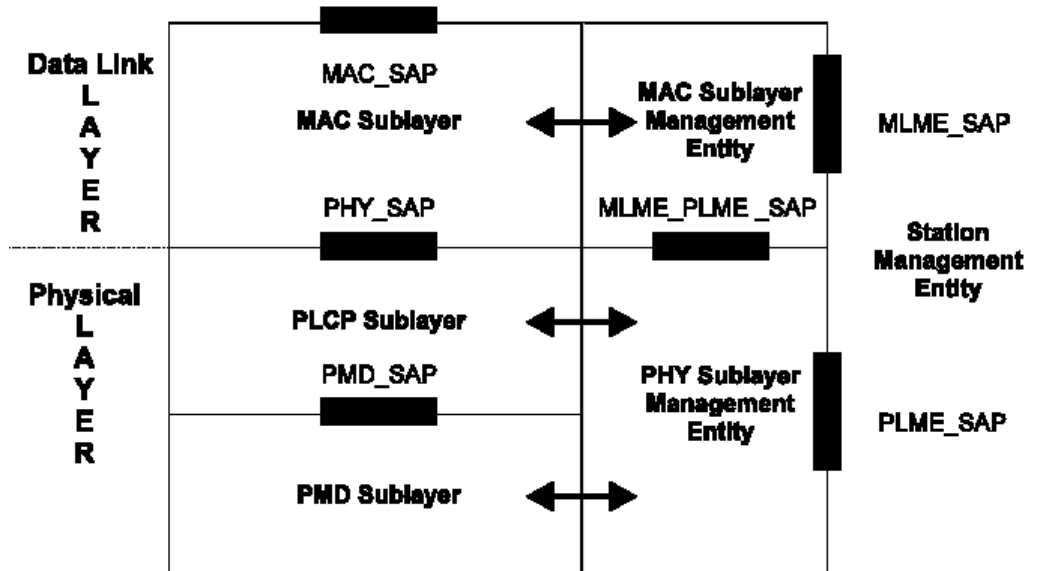 Data Link
L
A
Y
E
R
MAC_SAP
MAC Sublayer
MAC Sublayer
Management
Entity
MLME_SAP
PHY_SAP
MLME_PLME _SAP
Station
Management
Entity
Physical
L
A
Y
E
R
PLCP Sublayer
PMD_SAP
PHY Sublayer
Management
Entity
PLME_SAP
PMD Sublayer